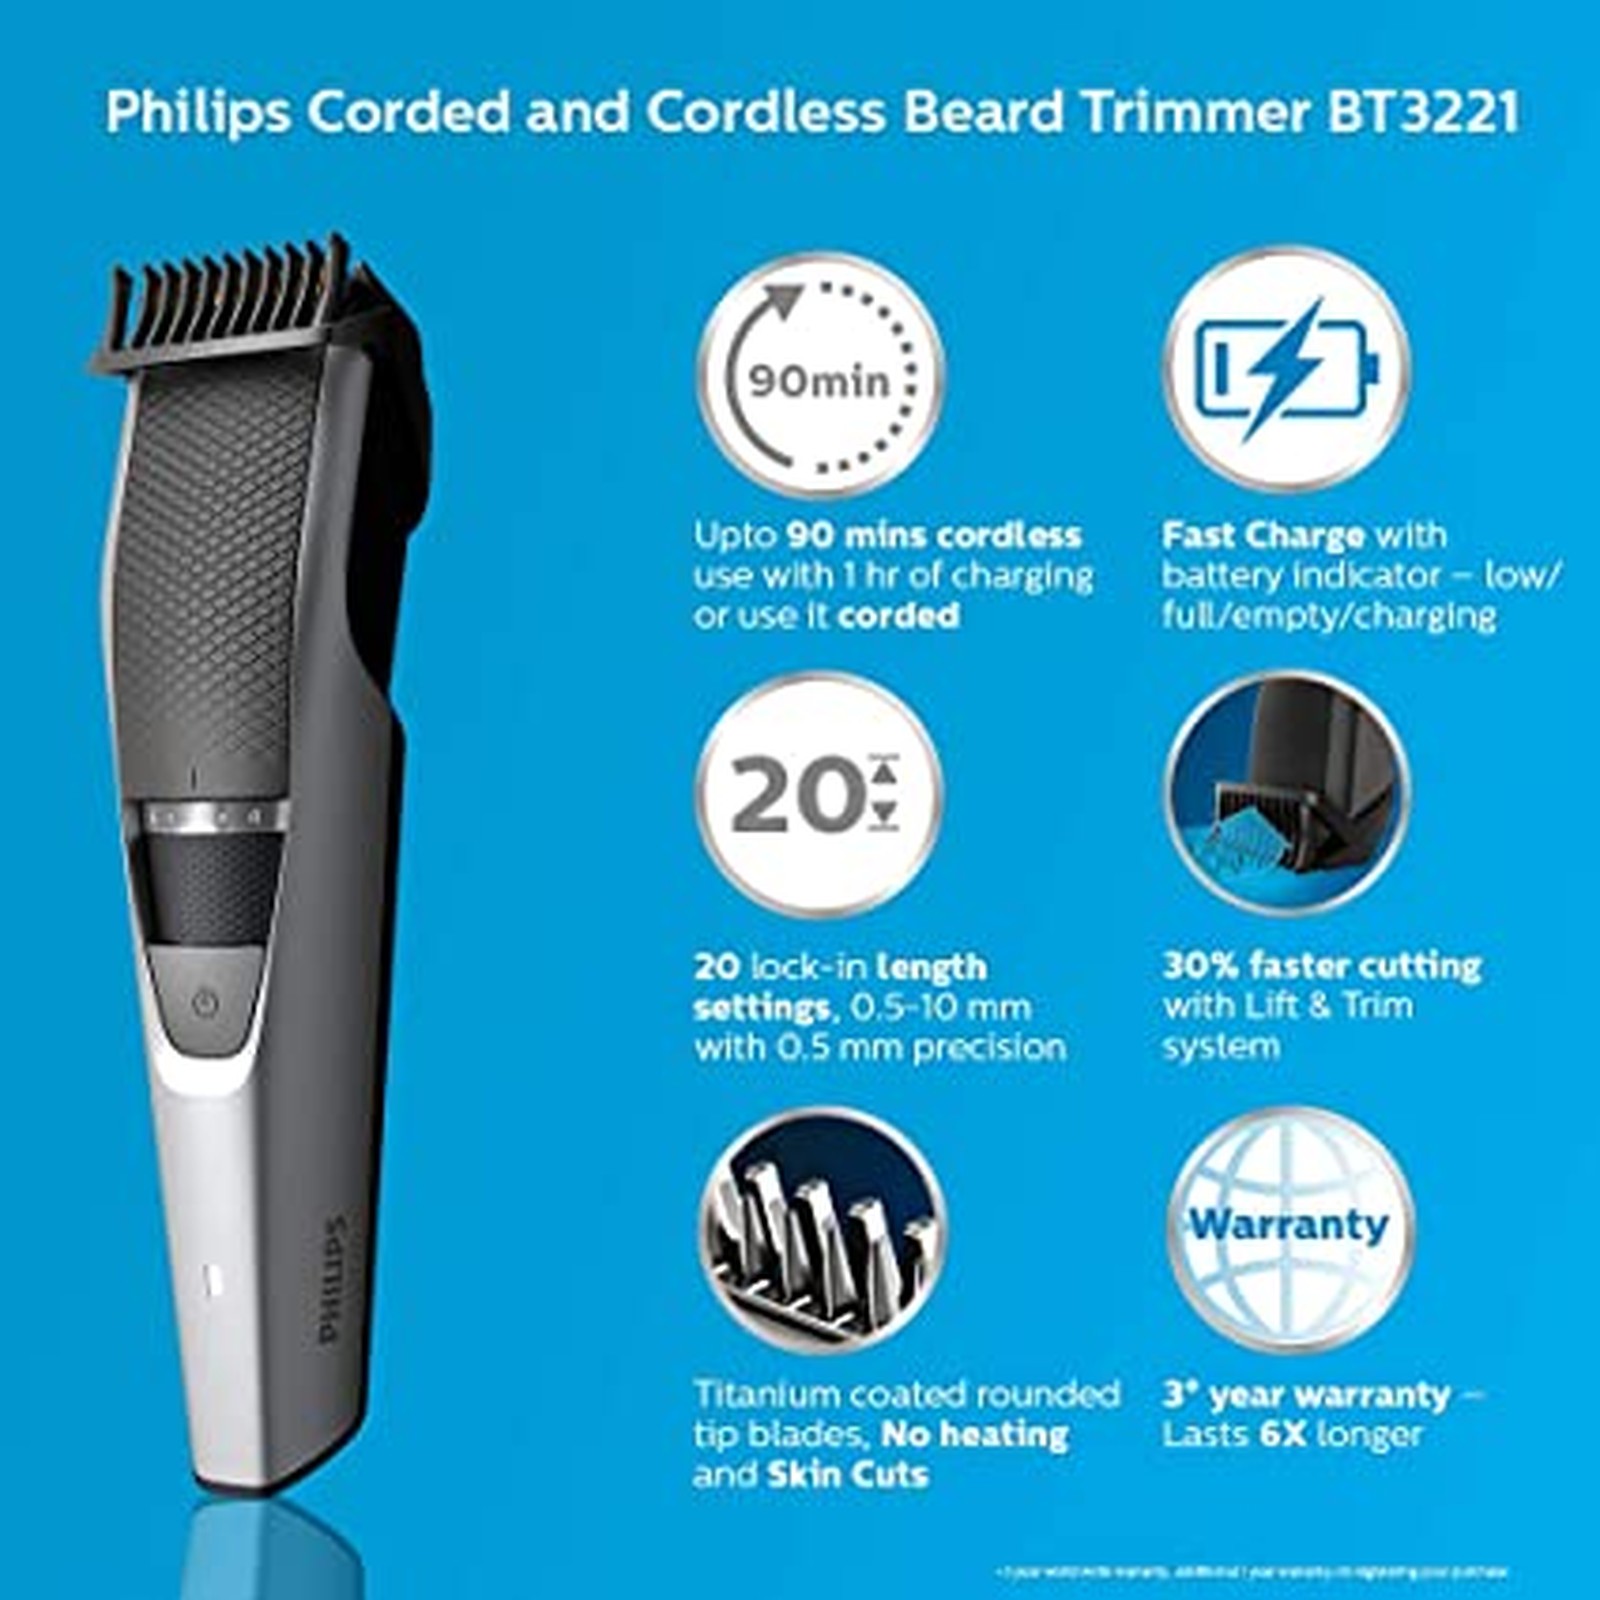 Philips Corded and Cordless Beard Trimmer BT3221
90min
Upto 90 mins cordless
use with 1 hr of charging
or use it corded
Fast Charge with
battery indicator – low/
full/empty/charging
20
20 lock-in length
settings, 0.5-10 mm
with 0.5 mm precision
30% faster cutting
with Lift & Trim
system
Titanium coated rounded
tip blades, No heating
and Skin Cuts
Warranty
3* year warranty –
Lasts 6X longer
PHILIPS